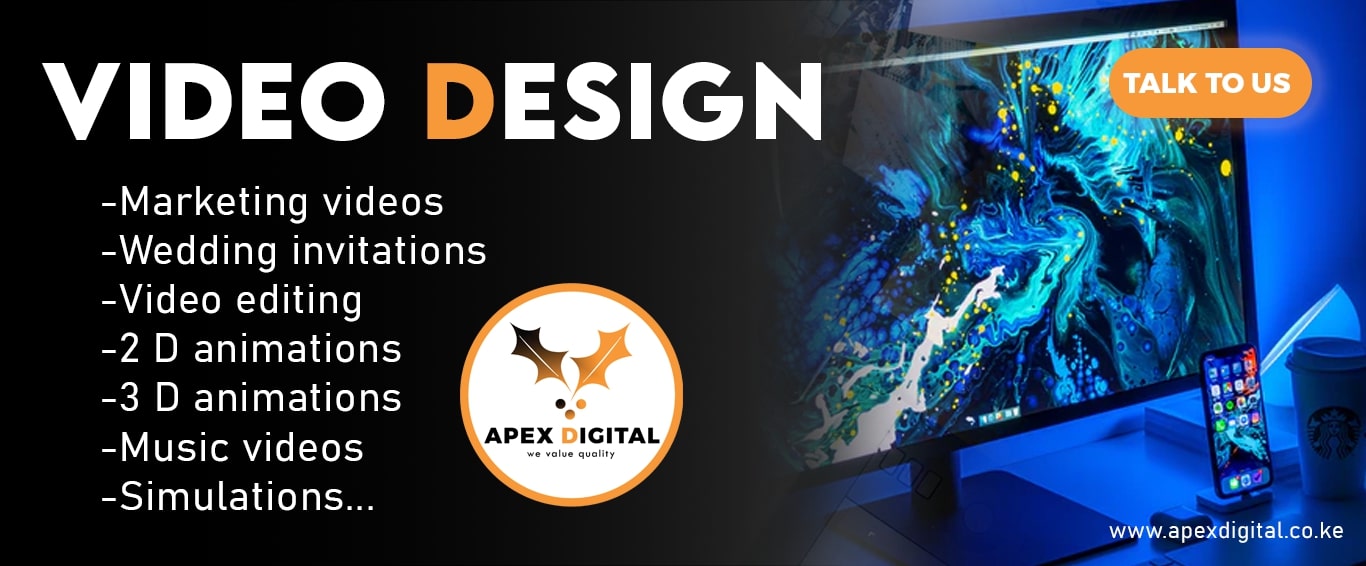 VIDEO DESIGN
TALK TO US
-Marketing videos
-Wedding invitations
-Video editing
-2 D animations
-3 D animations
-Music videos
-Simulations...
APEX DIGITAL
we value quality
www.apexdigital.co.ke